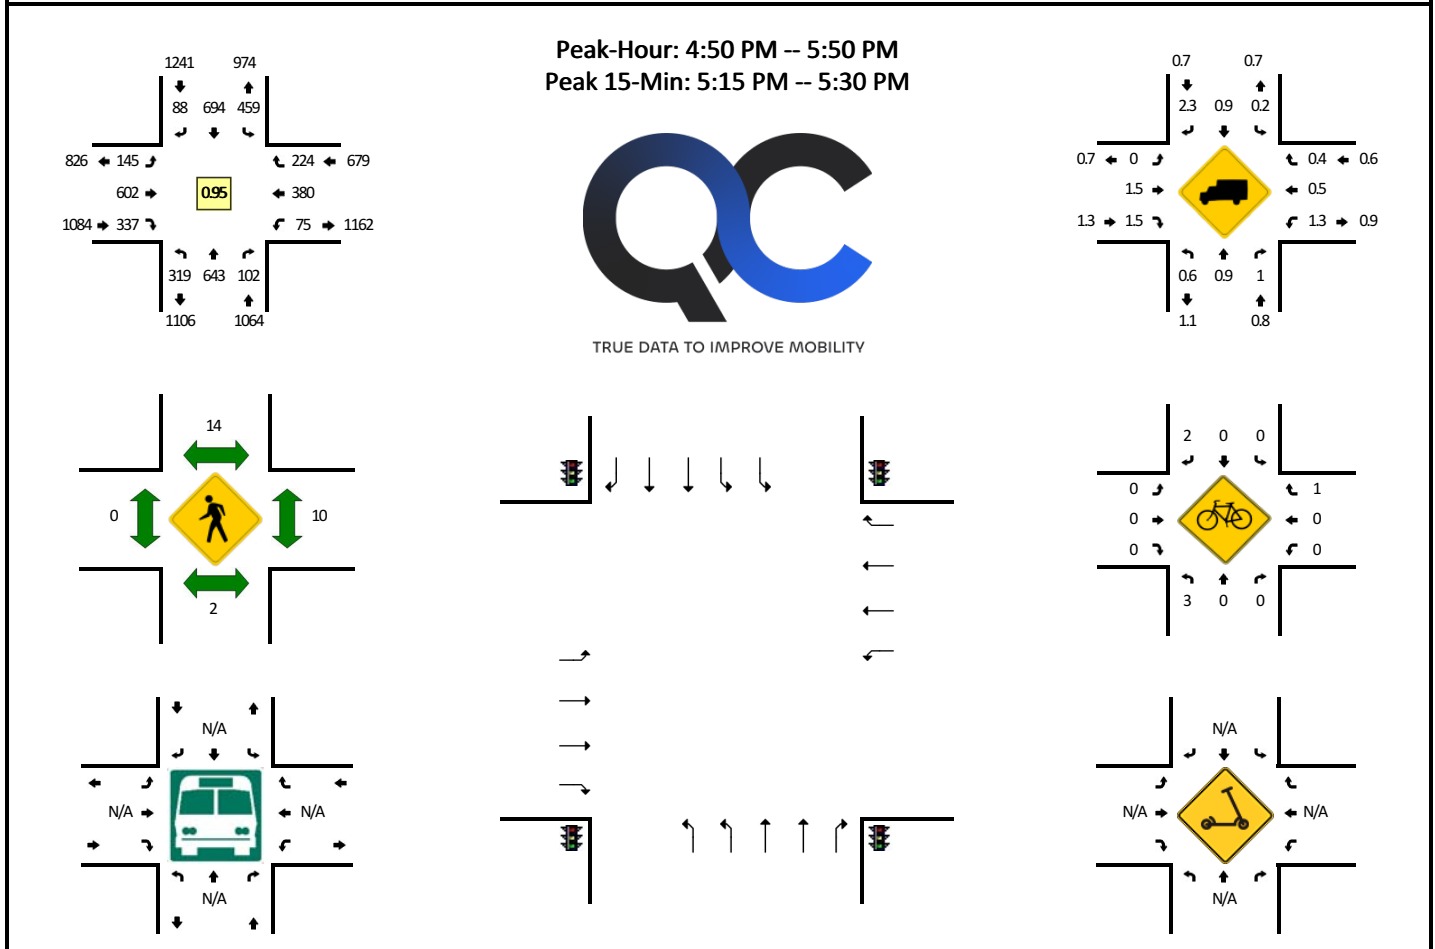 Peak-Hour: 4:50 PM -- 5:50 PM
Peak 15-Min: 5:15 PM -- 5:30 PM
1241 974
88 694 459
826 145 224 679
602 0.95 380
1084 337 75 1162
319 643 102
1106 1064
QC
TRUE DATA TO IMPROVE MOBILITY
0.7 0.7
2.3 0.9 0.2
0.7 0 0.4 0.6
1.5 0.5
1.3 1.5 1.3 0.9
0.6 0.9 1
1.1 0.8
14
0 10
2
2 0 0
0 1
0 0
0 0
3 0 0
N/A
N/A N/A
N/A
N/A
N/A N/A
N/A